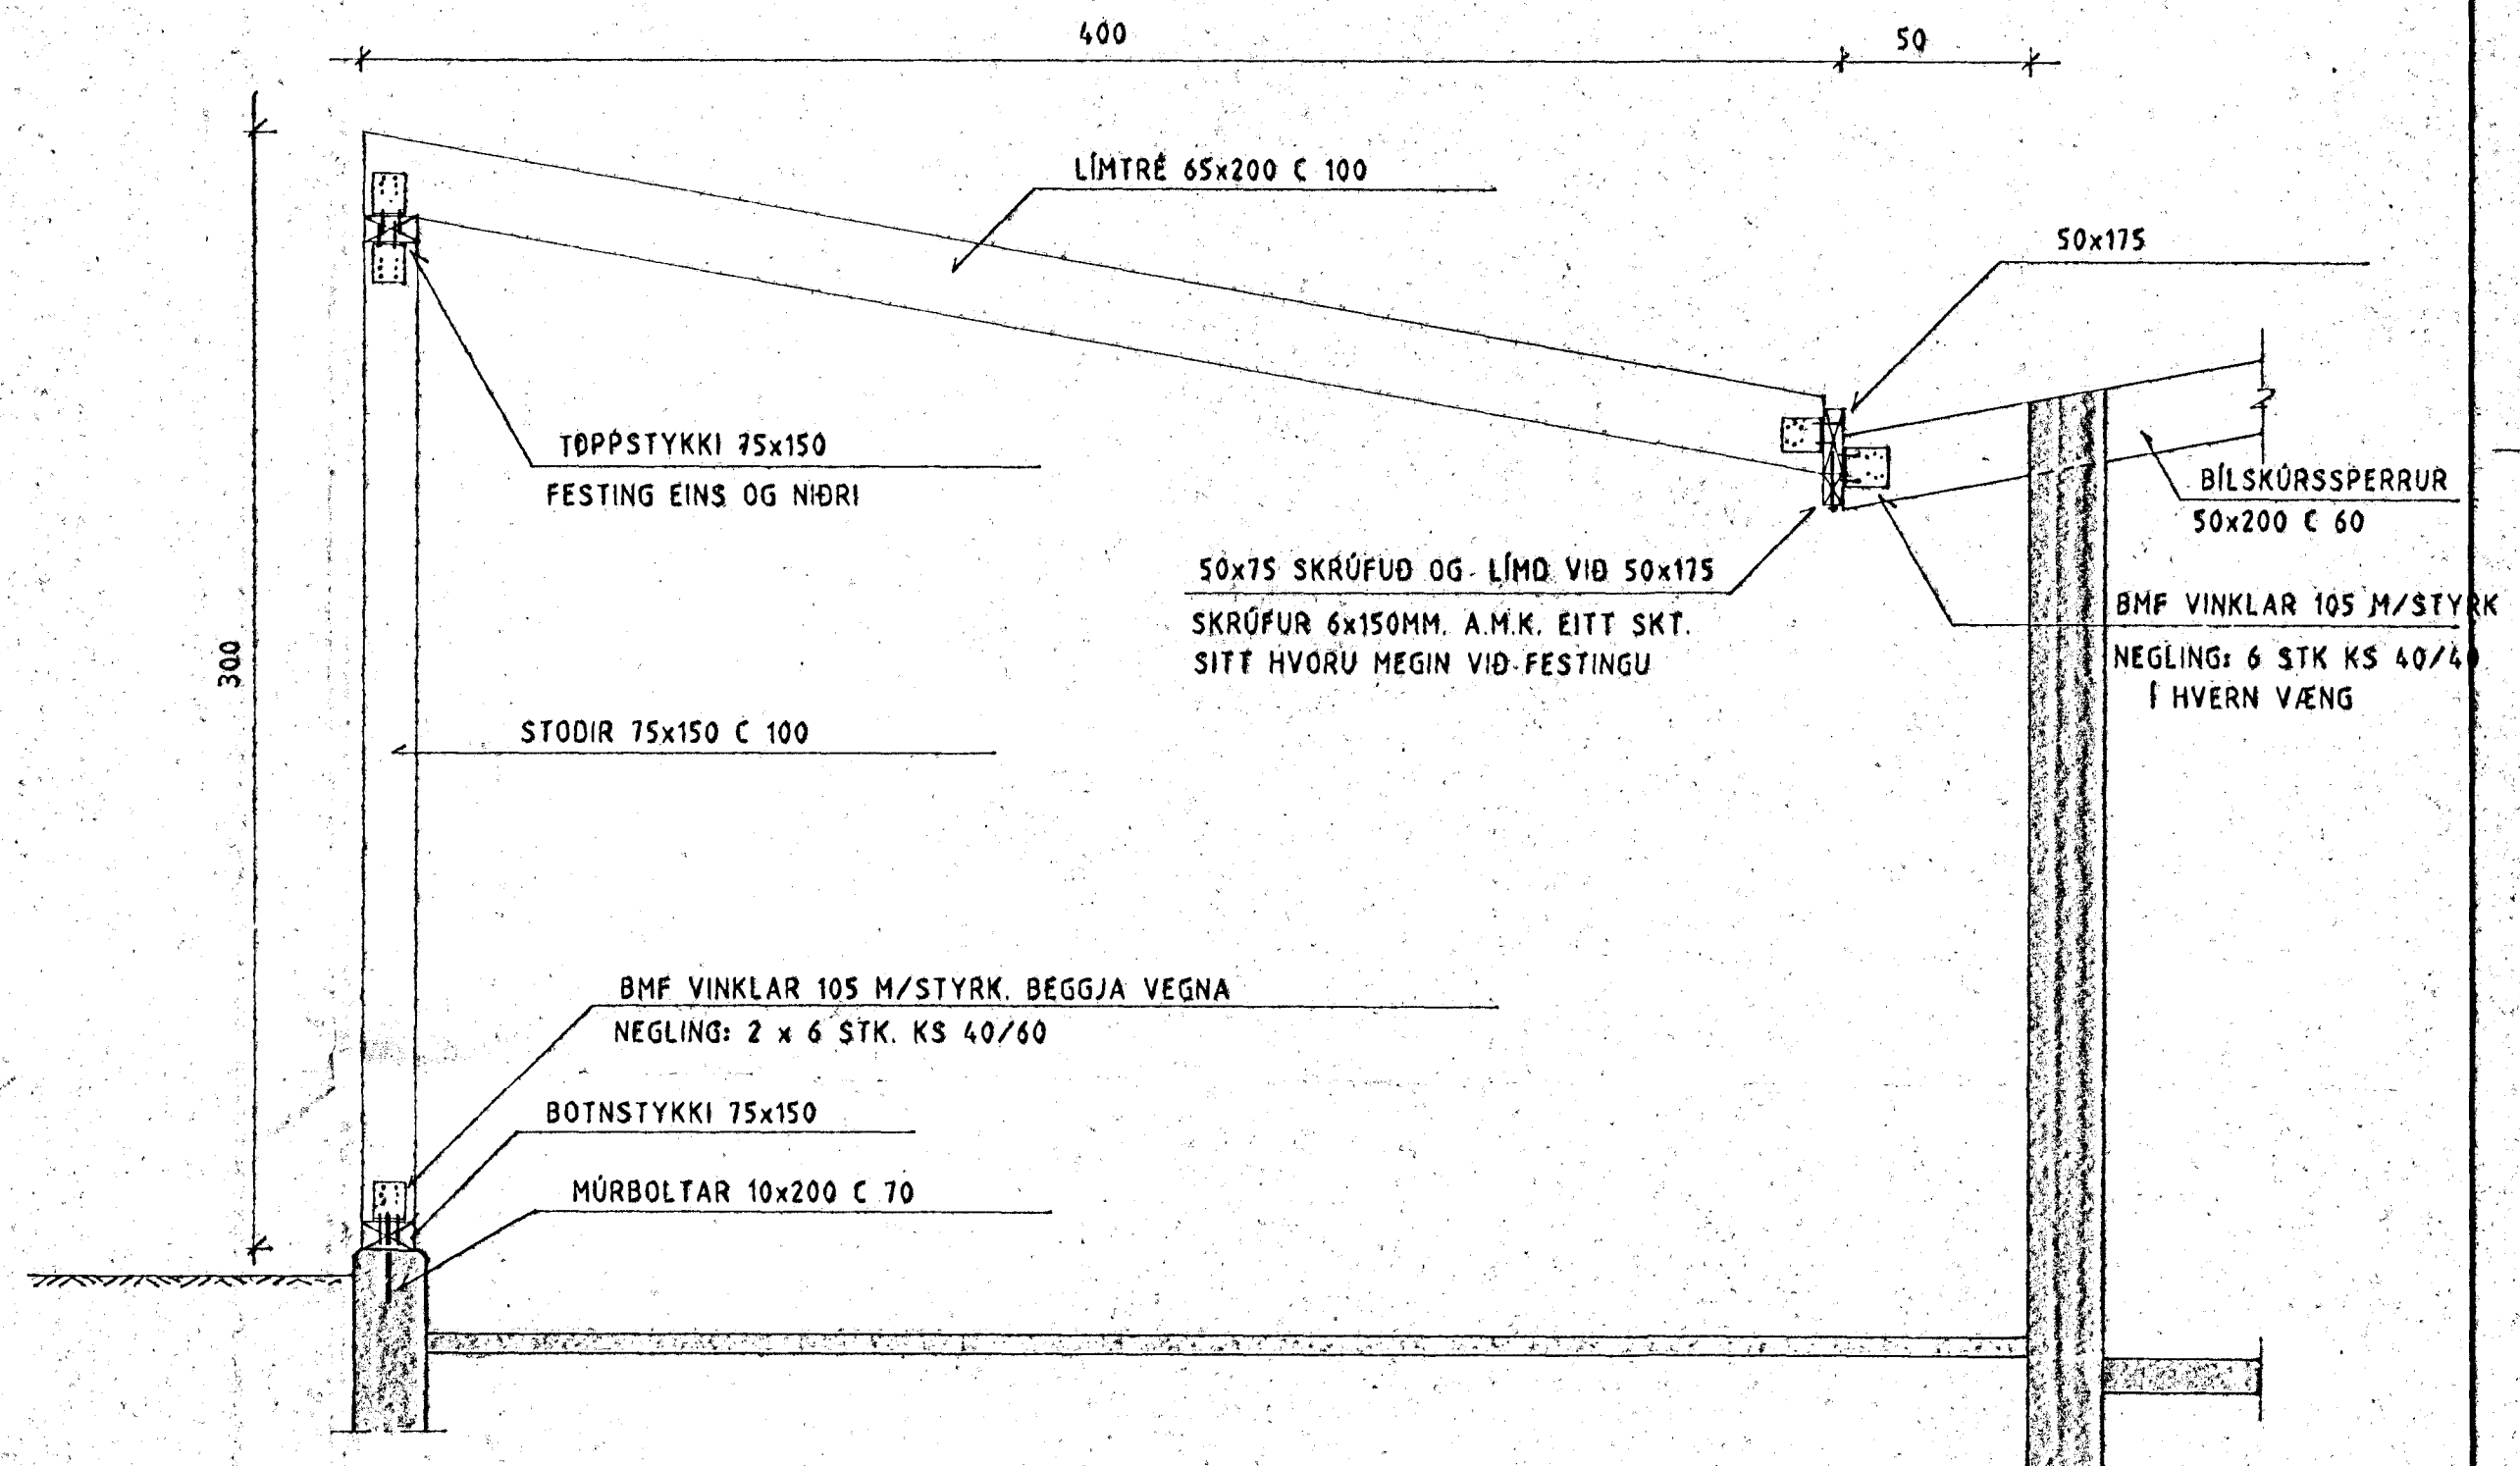 400
50
LÍMTRÉ 65x200 C 100
50x175
TOPPSTYKKI 75x150
FESTING EINS OG NIÐRI
BÍLSKÚRSSPERRUR
50x200 C 60
50x75 SKRÚFUÐ OG LÍMD VIÐ 50x175
SKRÚFUR 6x150MM. A.M.K. EITT SKT.
SITT HVORU MEGIN VIÐ FESTINGU
BMF VINKLAR 105 M/STYRK
NEGLING: 6 STK KS 40/40
Í HVERN VÆNG
300
STODIR 75x150 C 100
BMF VINKLAR 105 M/STYRK. BEGGJA VEGNA
NEGLING: 2 x 6 STK. KS 40/60
BOTNSTYKKI 75x150
MÚRBOLTAR 10x200 C 70